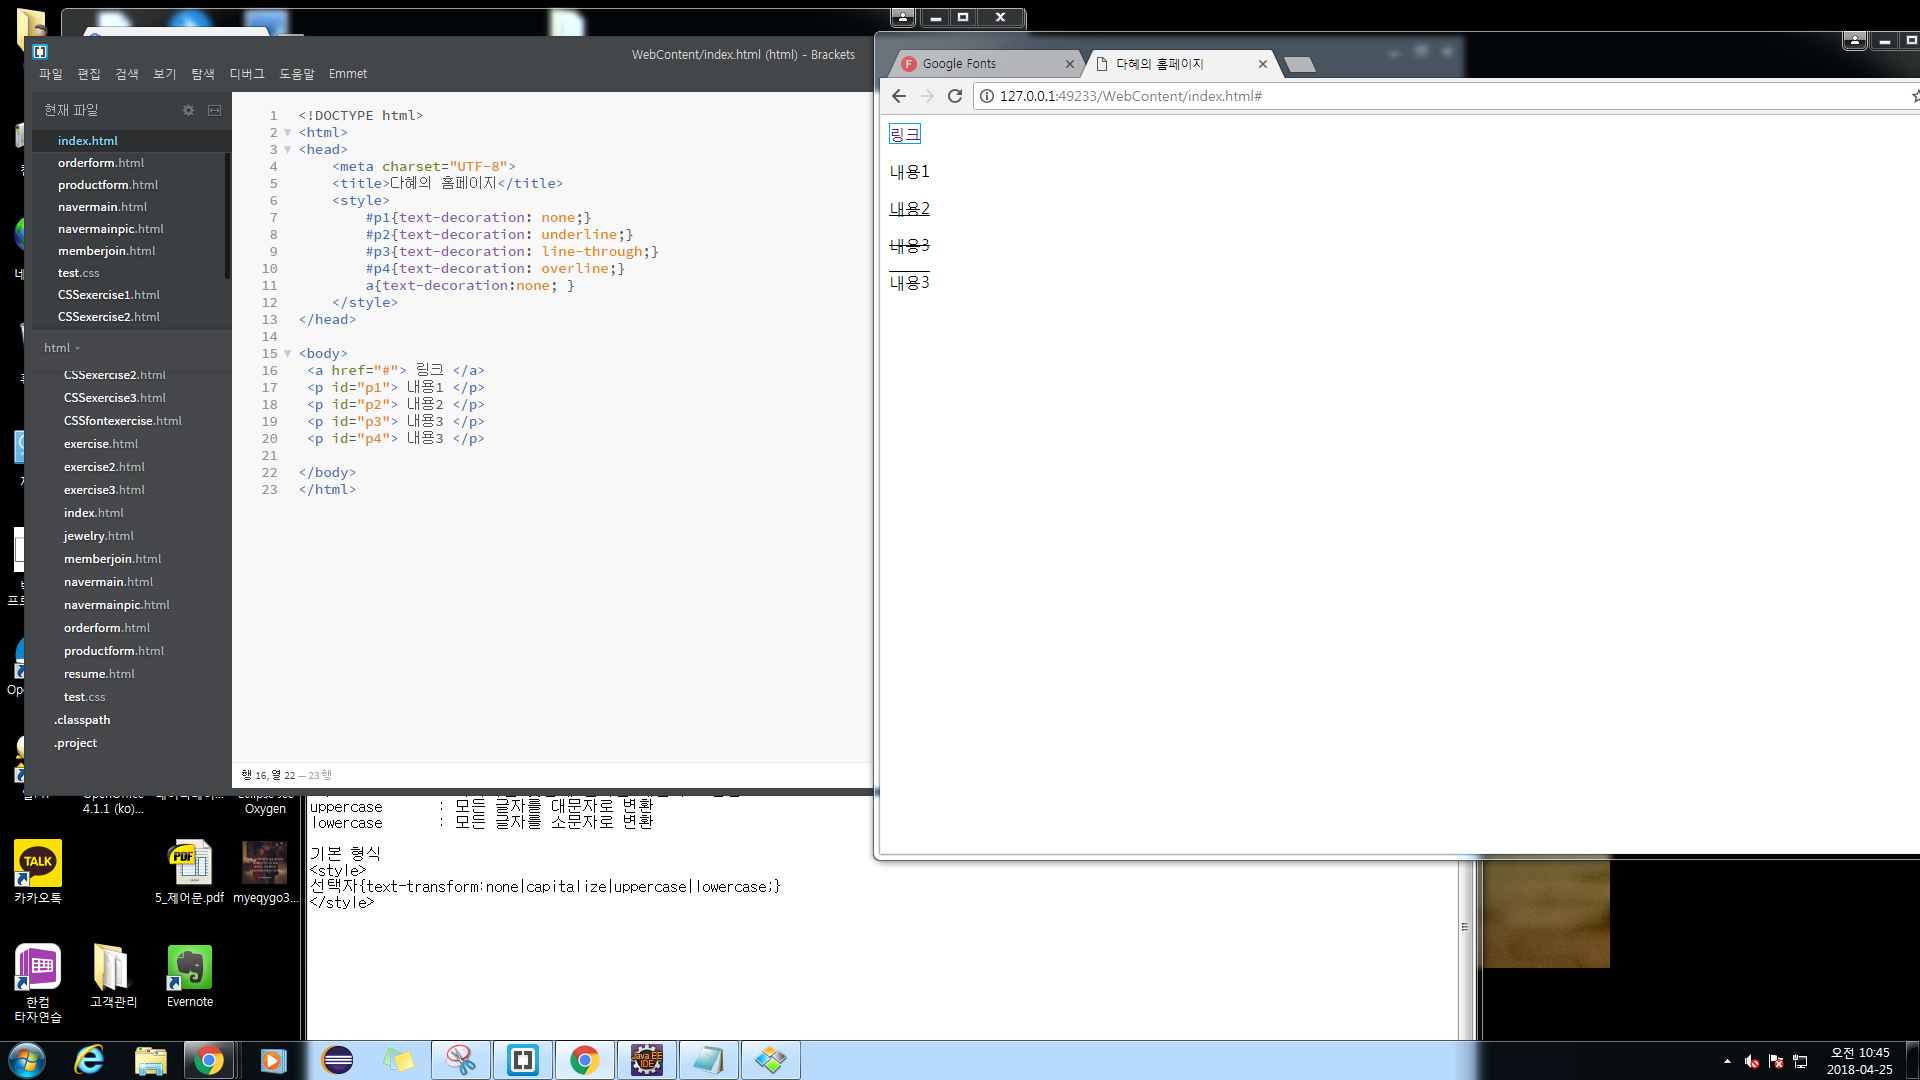 WebContent/index.html (html) - Brackets
파일 편집 검색 보기 탐색 디버그 도움말 Emmet
현재 파일
index.html
orderform.html
productform.html
navermain.html
navermainpic.html
memberjoin.html
test.css
CSSexercise1.html
CSSexercise2.html
html
CSSexercise2.html
CSSexercise3.html
CSSfontexercise.html
exercise.html
exercise2.html
exercise3.html
index.html
jewelry.html
memberjoin.html
navermain.html
navermainpic.html
orderform.html
productform.html
resume.html
test.css
.classpath
.project
1 <!DOCTYPE html>
2 <html>
3 <head>
4 <meta charset="UTF-8">
5 <title>다혜의 홈페이지</title>
6 <style>
7 #p1{text-decoration: none;}
8 #p2{text-decoration: underline;}
9 #p3{text-decoration: line-through;}
10 #p4{text-decoration: overline;}
11 a{text-decoration:none; }
12 </style>
13 </head>
14
15 <body>
16 <a href="#"> 링크 </a>
17 <p id="p1"> 내용1 </p>
18 <p id="p2"> 내용2 </p>
19 <p id="p3"> 내용3 </p>
20 <p id="p4"> 내용3 </p>
21
22 </body>
23 </html>
행 16, 열 22 — 23 행
Google Fonts
다혜의 홈페이지
127.0.0.1:49233/WebContent/index.html#
링크
내용1
내용2
내용3
내용3
uppercase : 모든 글자를 대문자로 변환
lowercase : 모든 글자를 소문자로 변환
기본 형식
<style>
선택자{text-transform:none|capitalize|uppercase|lowercase;}
</style>
4.1.1 (ko)...
Oxygen
TALK
카카오톡
PDF
5_제어문.pdf
myeqygo3...
한컴
타자연습
고객관리
Evernote
Java EE
IDE
오전 10:45
2018-04-25